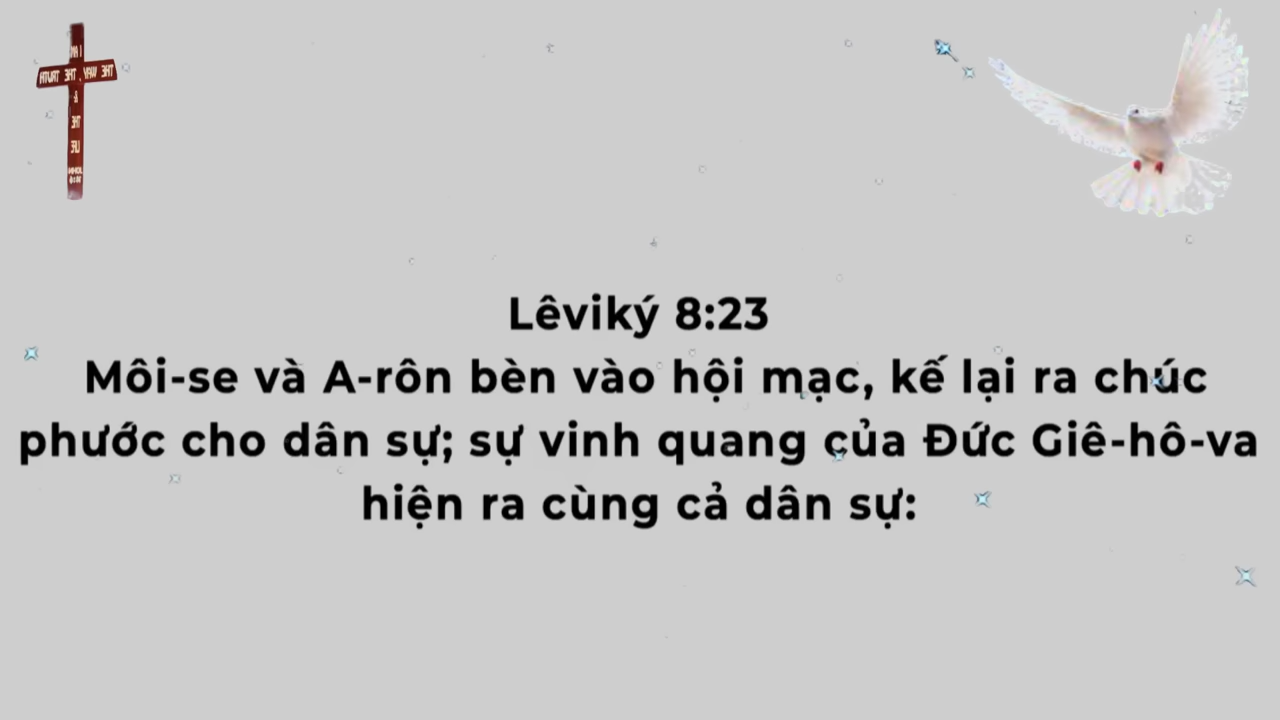 Lêviký 8:23
Môi-se và A-rôn bèn vào hội mạc, kế lại ra chúc
phước cho dân sự; sự vinh quang của Đức Giê-hô-va
hiện ra cùng cả dân sự: